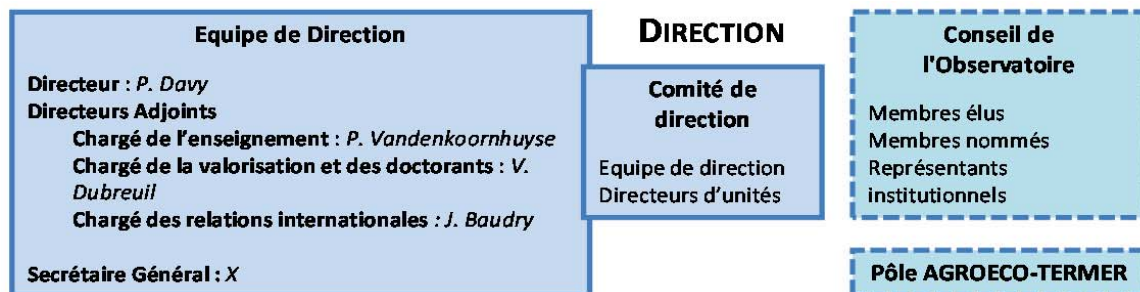 Equipe de Direction
Directeur : P. Davy
Directeurs Adjoints
Chargé de l'enseignement : P. Vandenkoornhuyse
Chargé de la valorisation et des doctorants : V.
Dubreuil
Chargé des relations internationales : J. Baudry
Secrétaire Général : X
DIRECTION
Comité de
direction
Equipe de direction
Directeurs d'unités
Conseil de
l'Observatoire
Membres élus
Membres nommés
Représentants
institutionnels
Pôle AGROECO-TERMER